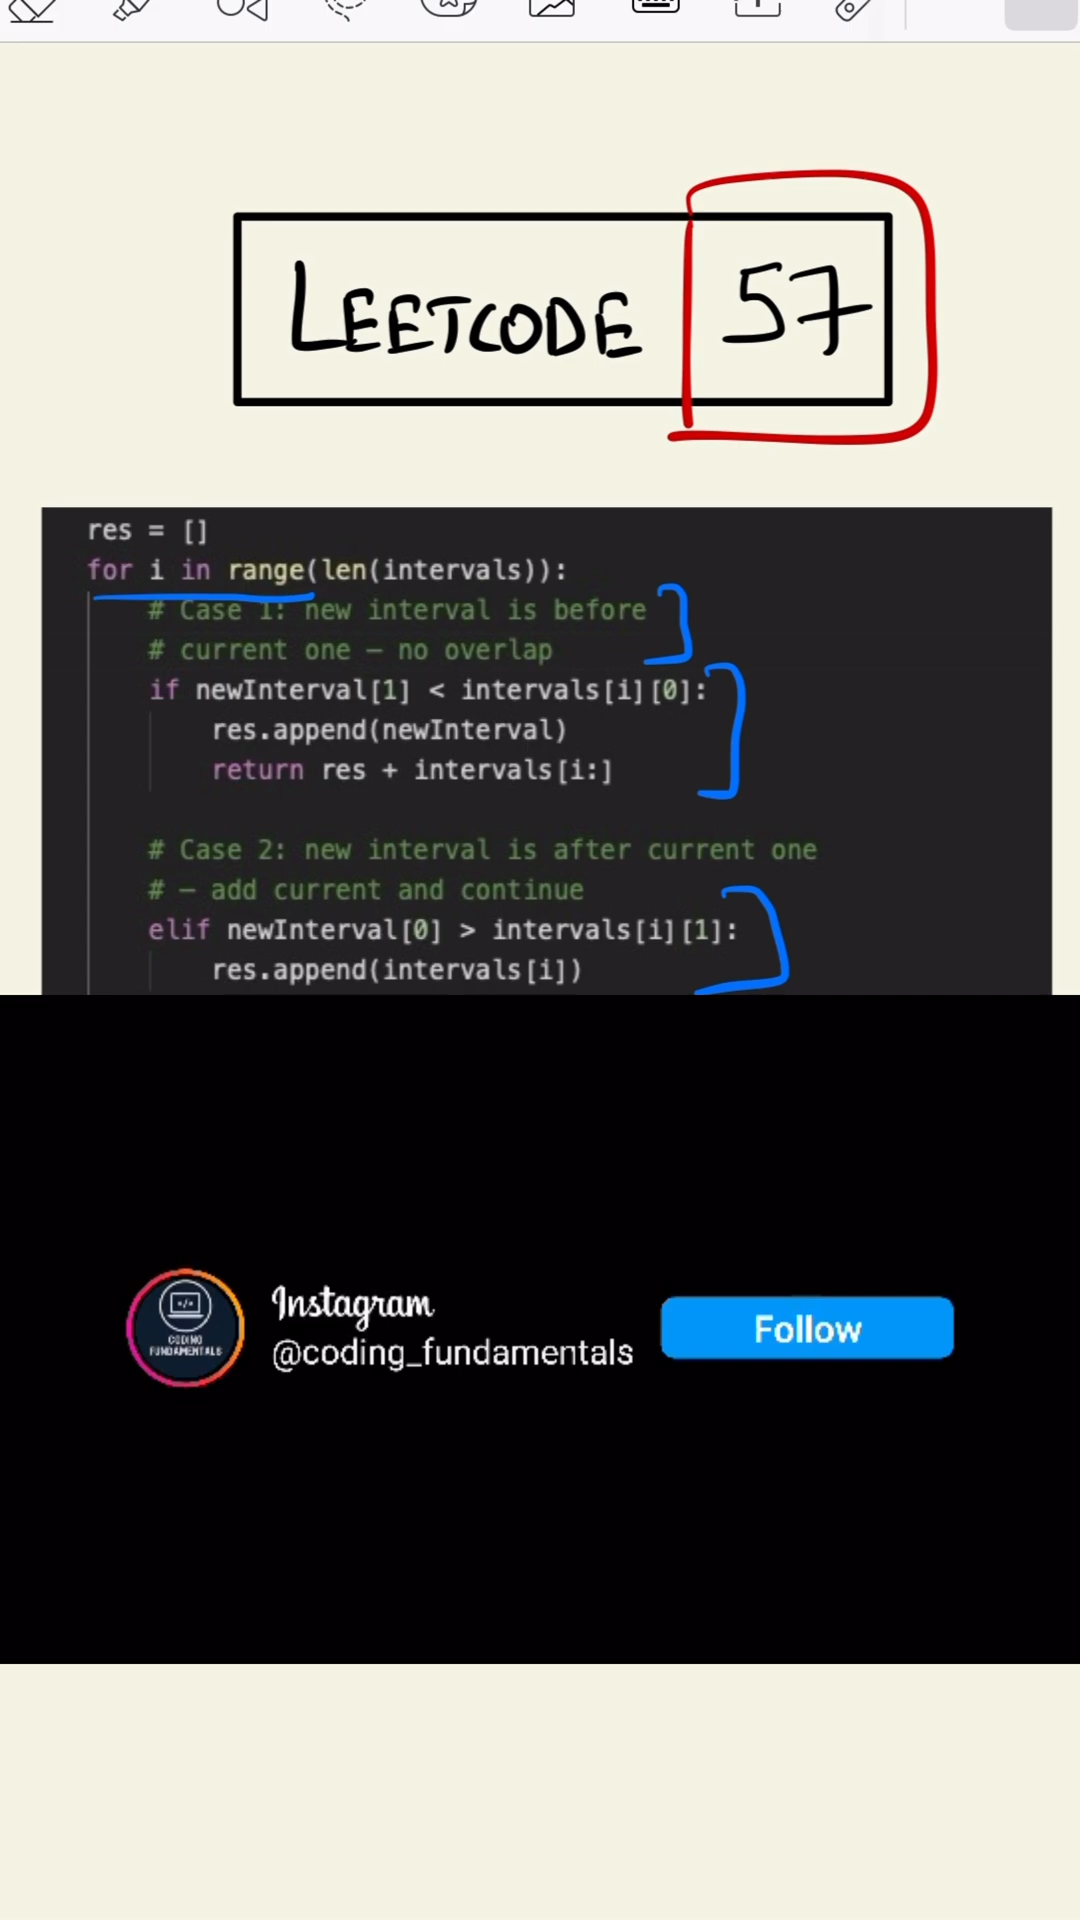 LEETCODE 57
res = []
for i in range(len(intervals)):
# Case 1: new interval is before
# current one – no overlap
if newInterval[1] < intervals[i][0]:
res.append(newInterval)
return res + intervals[i:]
# Case 2: new interval is after current one
# – add current and continue
elif newInterval[0] > intervals[i][1]:
res.append(intervals[i])
</>
CODING
FUNDAMENTALS
Instagram
@coding_fundamentals
Follow